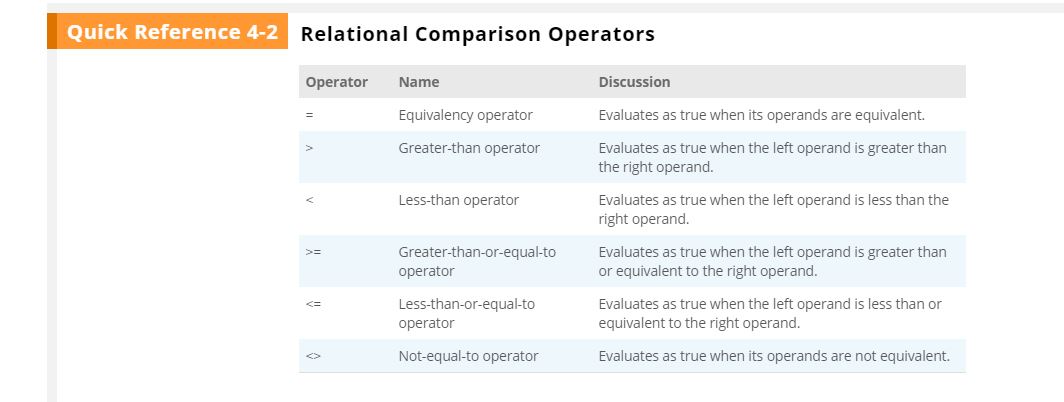 Quick Reference 4-2 Relational Comparison Operators
Operator Name Discussion
= Equivalency operator Evaluates as true when its operands are equivalent.
> Greater-than operator Evaluates as true when the left operand is greater than
the right operand.
< Less-than operator Evaluates as true when the left operand is less than the
right operand.
>= Greater-than-or-equal-to Evaluates as true when the left operand is greater than
operator or equivalent to the right operand.
<= Less-than-or-equal-to Evaluates as true when the left operand is less than or
operator equivalent to the right operand.
<> Not-equal-to operator Evaluates as true when its operands are not equivalent.